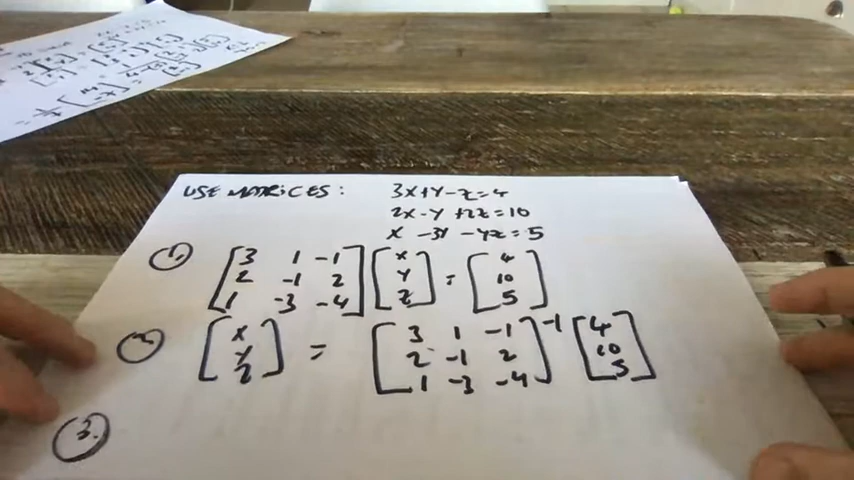 USE MATRICES: 3x+y-z=4
2x-y+2z=10
x-3y-yz=5
1. [3 1 -1] [x] = [4]
[2 -1 2] [y] [10]
[1 -3 -4] [z] [5]
2. [x] = [3 1 -1]-1 [4]
[y] [2 -1 2] [10]
[z] [1 -3 -4] [5]
3.